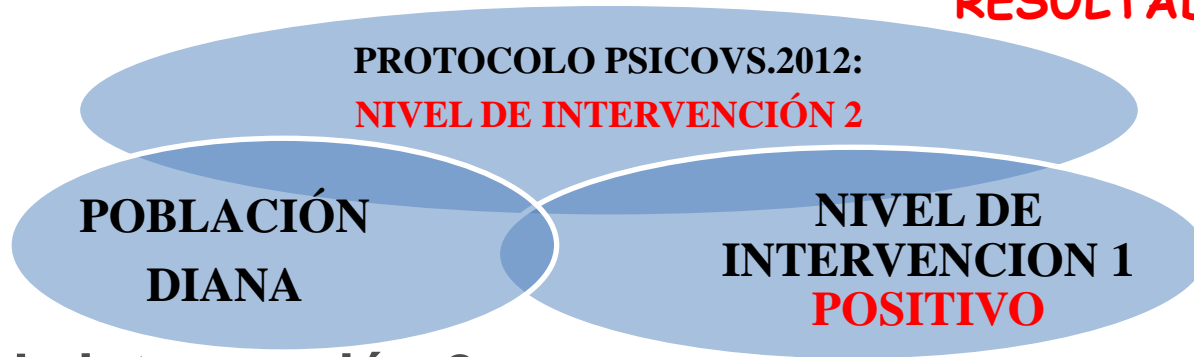 PROTOCOLO PSICOVS.2012:
NIVEL DE INTERVENCIÓN 2
POBLACIÓN
DIANA
NIVEL DE
INTERVENCION 1
POSITIVO